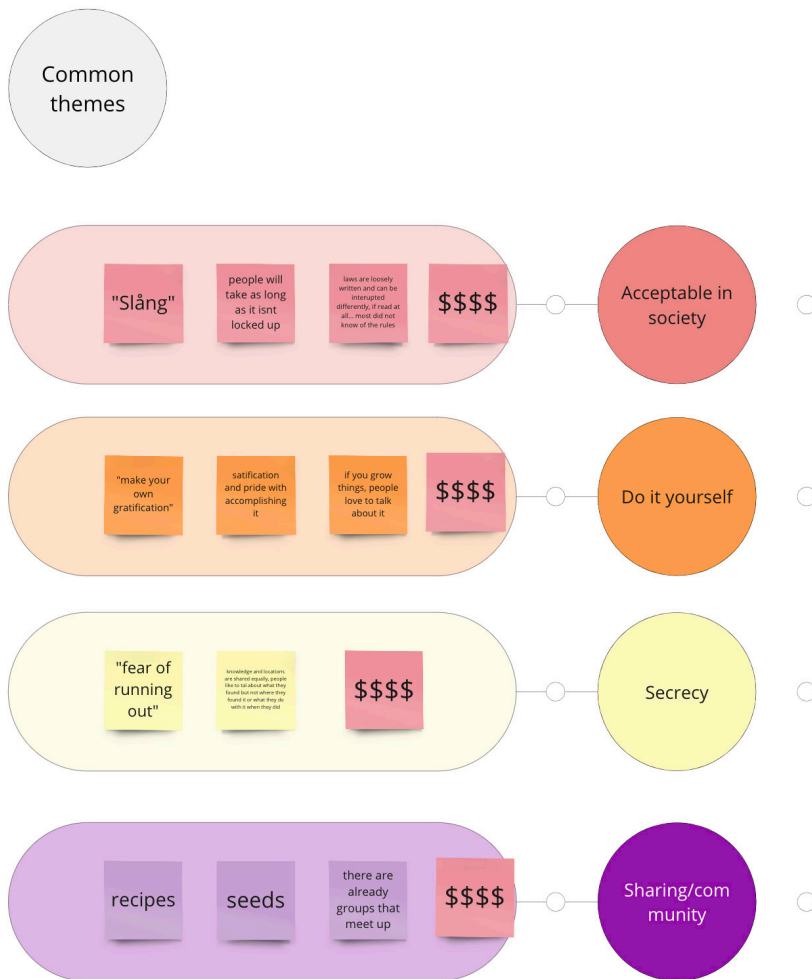 Common
themes
"Slång"
people will
take as long
as it isnt
locked up
laws are loosely
written and can be
interupted
differently, if read at
all... most did not
know of the rules
$$$$
Acceptable in
society
"make your
own
gratification"
satification
and pride with
accomplishing
it
if you grow
things, people
love to talk
about it
$$$$
Do it yourself
"fear of
running
out"
knowledge and locations
are shared equally, people
like to tal about what they
found but not where they
found it or what they do
with it when they did
$$$$
Secrecy
recipes
seeds
there are
already
groups that
meet up
$$$$
Sharing/com
munity